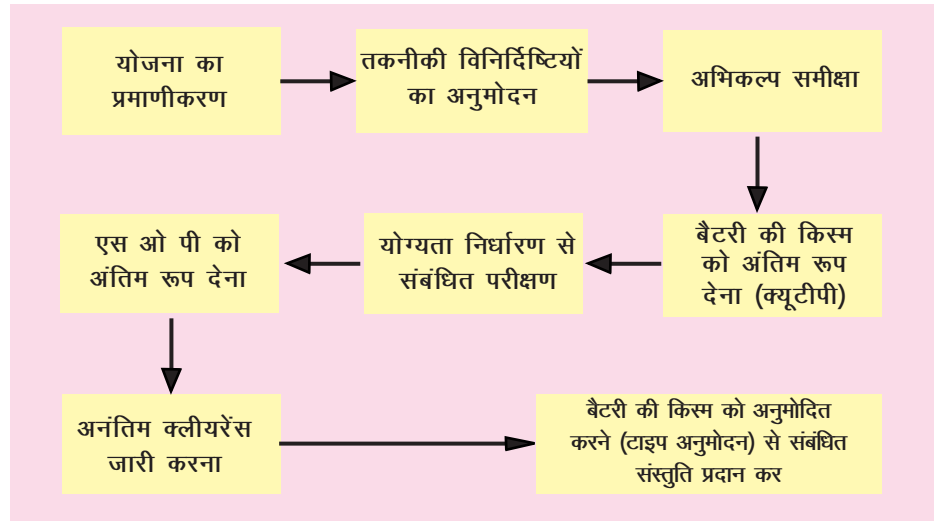 योजना का
प्रमाणीकरण
तकनीकी विनिर्दिष्टियों
का अनुमोदन
अभिकल्प समीक्षा
बैटरी की किस्म
को अंतिम रूप
देना (क्यूटीपी)
योग्यता निर्धारण से
संबंधित परीक्षण
एस ओ पी को
अंतिम रूप देना
अनंतिम क्लीयरेंस
जारी करना
बैटरी की किस्म को अनुमोदित
करने (टाइप अनुमोदन) से संबंधित
संस्तुति प्रदान कर